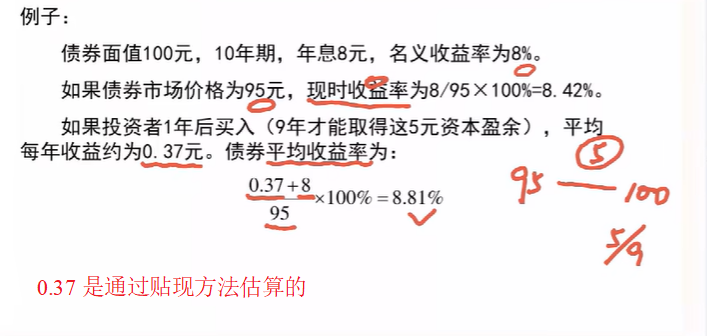 例子：
债券面值100元，10年期，年息8元，名义收益率为8%。
如果债券市场价格为95元，现时收益率为8/95×100%=8.42%。
如果投资者1年后买入（9年才能取得这5元资本盈余），平均
每年收益约为0.37元。债券平均收益率为：
0.37+8
95
×100%=8.81%
5
95 — 100
5/9
0.37 是通过贴现方法估算的